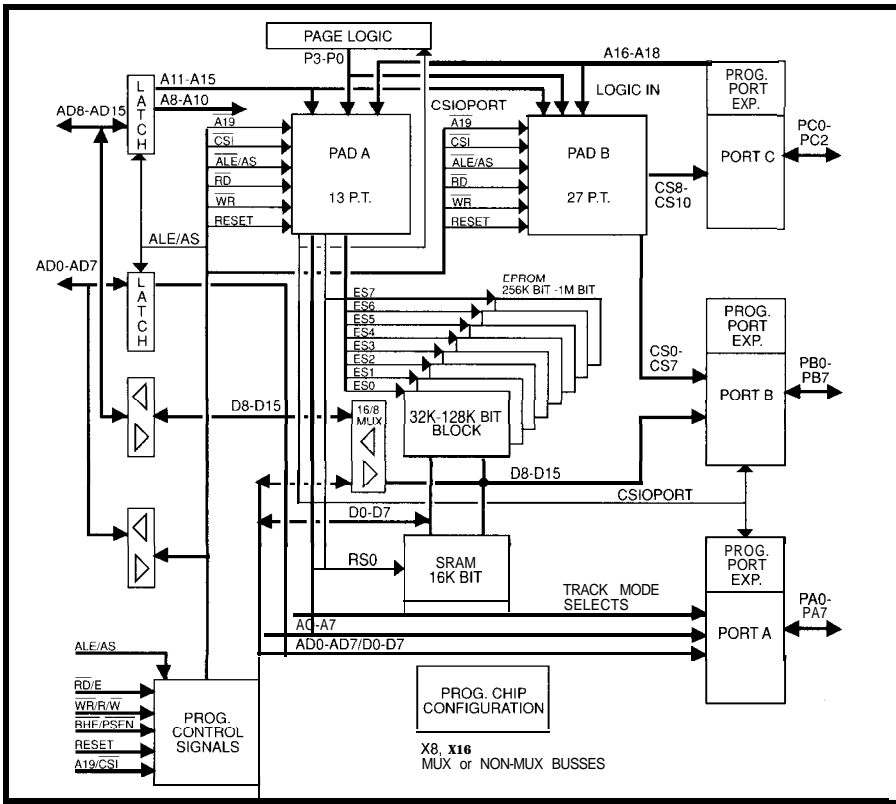 PAGE LOGIC
P3-P0
A16-A18
A11-A15
A8-A10
LATCH
AD8-AD15
CSIOPORT
LOGIC IN
PROG.
PORT
EXP.
PORT C
PC0-
PC2
A19
CSI
ALE/AS
RD
WR
RESET
PAD A
13 P.T.
A19
CSI
ALE/AS
RD
WR
RESET
PAD B
27 P.T.
CS8-
CS10
ALE/AS
AD0-AD7
LATCH
EPROM
256K BIT -1M BIT
ES7
ES6
ES5
ES4
ES3
ES2
ES1
ES0
CS0-
CS7
PROG.
PORT
EXP.
PORT B
PB0-
PB7
D8-D15
16/8
MUX
32K-128K BIT
BLOCK
D8-D15
CSIOPORT
D0-D7
RS0
SRAM
16K BIT
TRACK MODE
SELECTS
PROG.
PORT
EXP.
PORT A
PA0-
PA7
A0-A7
AD0-AD7/D0-D7
ALE/AS
RD/E
WR/R/W
BHE/PSEN
RESET
A19/CSI
PROG.
CONTROL
SIGNALS
PROG. CHIP
CONFIGURATION
X8, X16
MUX or NON-MUX BUSSES